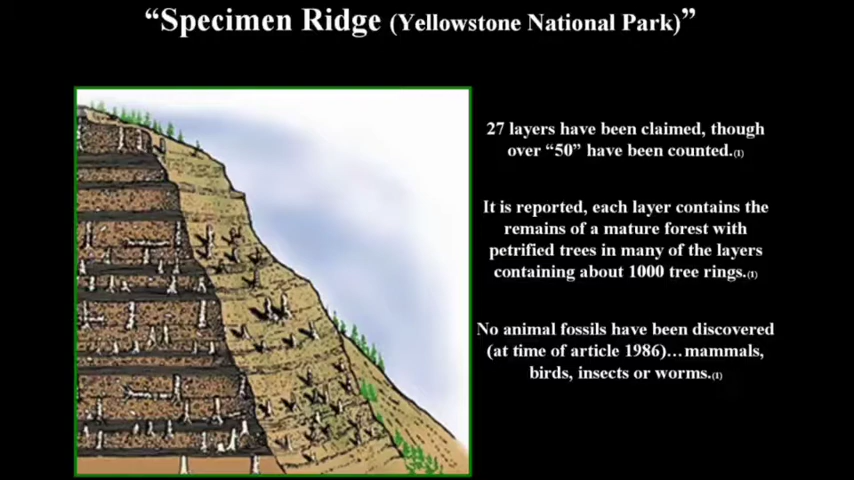 “Specimen Ridge (Yellowstone National Park)”
27 layers have been claimed, though
over “50” have been counted.(1)
It is reported, each layer contains the
remains of a mature forest with
petrified trees in many of the layers
containing about 1000 tree rings.(1)
No animal fossils have been discovered
(at time of article 1986)…mammals,
birds, insects or worms.(1)